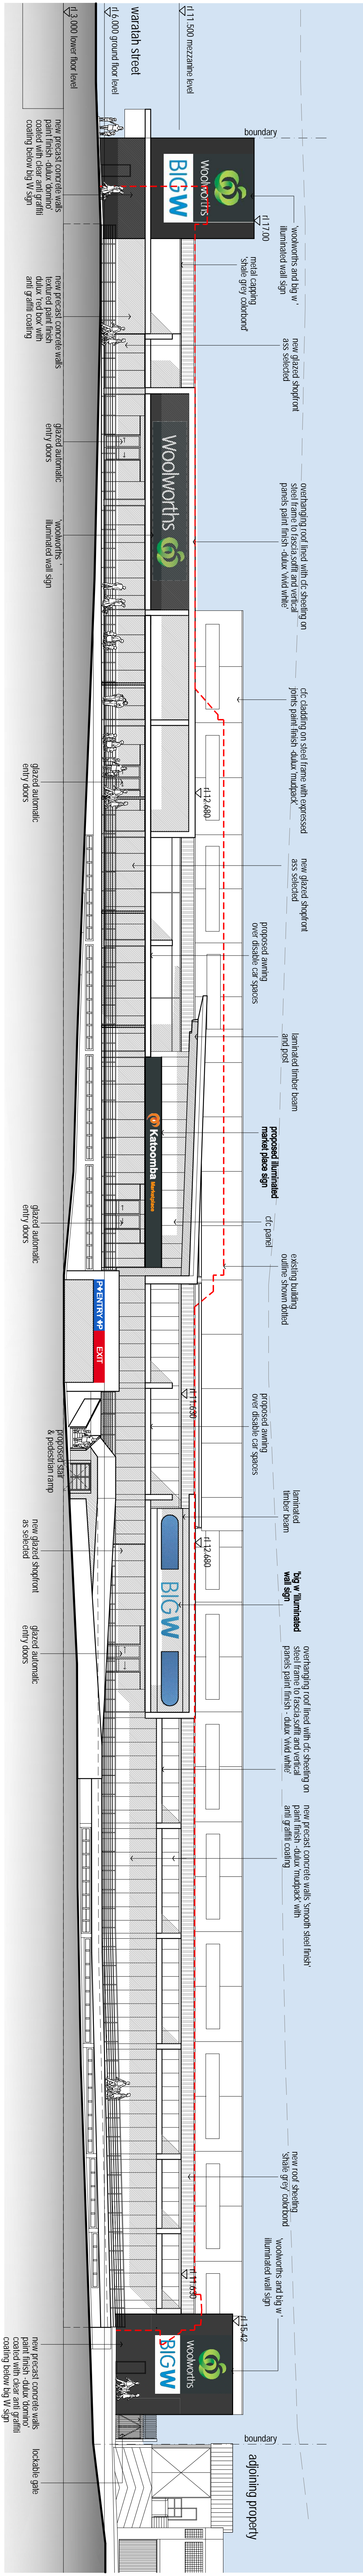 waratah street
rl 11.500 mezzanine level
rl 6.000 ground floor level
rl 3.000 lower floor level
boundary
rl 17.00
'woolworths and big w '
illuminated wall sign
new glazed shopfront
ass selected
metal capping
'shale grey colorbond'
overhanging roof lined with cfc sheeting on
steel frame to fascia,soffit and vertical
panels paint finish -dulux 'vivid white'
cfc cladding on steel frame with expressed
joints paint finish -dulux 'mudpack'
rl 12.680
new glazed shopfront
ass selected
proposed awning
over disable car spaces
laminated timber beam
and post
proposed illuminated
market place sign
cfc panel
existing building
outline shown dotted
proposed awning
over disable car spaces
rl 11.630
laminated
timber beam
rl 12.680
'big w 'illuminated
wall sign
overhanging roof lined with cfc sheeting on
steel frame to fascia,soffit and vertical
panels paint finish - dulux 'vivid white'
new precast concrete walls 'smooth steel finish'
paint finish -dulux 'mudpack' with
anti graffiti coating
new roof sheeting
'shale grey' colorbond
rl 11.630
'woolworths and big w '
illuminated wall sign
rl 15.42
boundary
adjoining property
woolworths
BIGW
Woolworths
Katoomba Marketplace
P ENTRY P
EXIT
BIGW
woolworths
BIGW
new precast concrete walls
paint finish -dulux 'domino'
coated with clear anti graffiti
coating below big W sign
new precast concrete walls
textured paint finish
dulux 'red box' with
anti graffiti coating
glazed automatic
entry doors
'woolworths '
illuminated wall sign
glazed automatic
entry doors
glazed automatic
entry doors
proposed stair
& pedestrian ramp
new glazed shopfront
as selected
glazed automatic
entry doors
new precast concrete walls
paint finish -dulux 'domino'
coated with clear anti graffiti
coating below big W sign
lockable gate